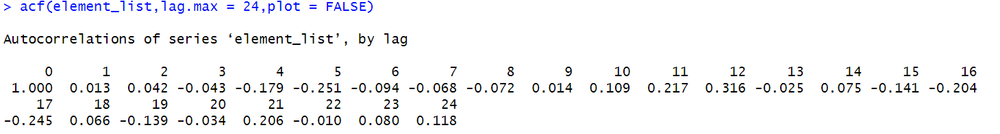 > acf(element_list,lag.max = 24,plot = FALSE)
Autocorrelations of series ‘element_list’, by lag
0 1 2 3 4 5 6 7 8 9 10 11 12 13 14 15 16
1.000 0.013 0.042 -0.043 -0.179 -0.251 -0.094 -0.068 -0.072 0.014 0.109 0.217 0.316 -0.025 0.075 -0.141 -0.204
17 18 19 20 21 22 23 24
-0.245 0.066 -0.139 -0.034 0.206 -0.010 0.080 0.118